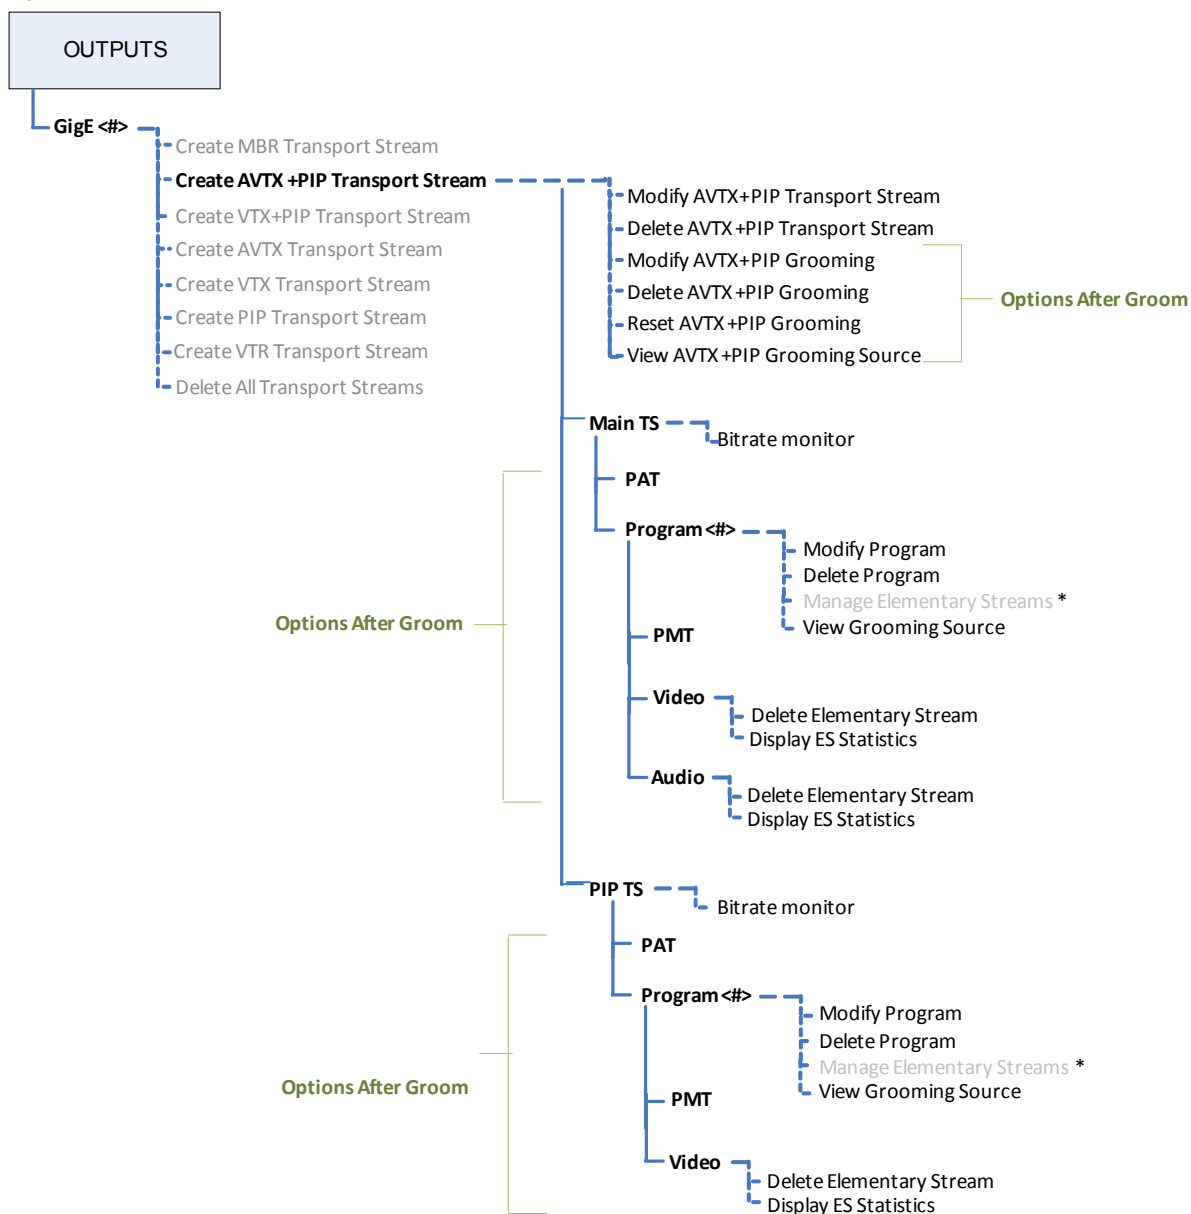 OUTPUTS
GigE <#>
Create MBR Transport Stream
Create AVTX +PIP Transport Stream
Create VTX+PIP Transport Stream
Create AVTX Transport Stream
Create VTX Transport Stream
Create PIP Transport Stream
Create VTR Transport Stream
Delete All Transport Streams
Modify AVTX+PIP Transport Stream
Delete AVTX +PIP Transport Stream
Modify AVTX+PIP Grooming
Delete AVTX +PIP Grooming
Reset AVTX +PIP Grooming
View AVTX +PIP Grooming Source
Options After Groom
Main TS
Bitrate monitor
PAT
Program <#>
Modify Program
Delete Program
Manage Elementary Streams *
View Grooming Source
Options After Groom
PMT
Video
Delete Elementary Stream
Display ES Statistics
Audio
Delete Elementary Stream
Display ES Statistics
PIP TS
Bitrate monitor
PAT
Program <#>
Modify Program
Delete Program
Manage Elementary Streams *
View Grooming Source
Options After Groom
PMT
Video
Delete Elementary Stream
Display ES Statistics